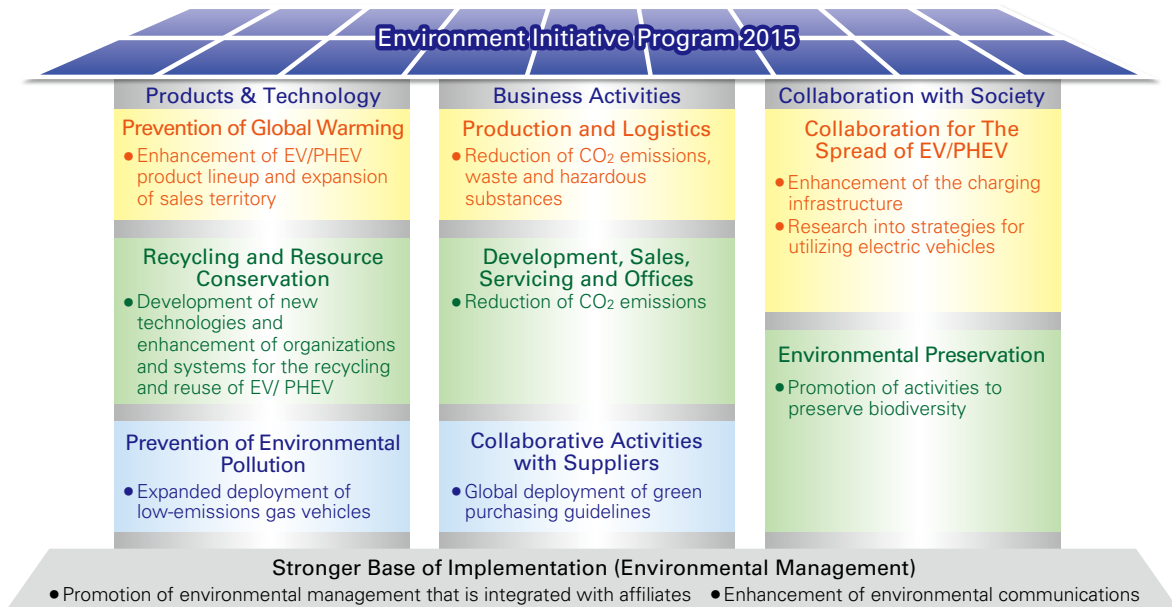 Environment Initiative Program 2015
Products & Technology
Prevention of Global Warming
• Enhancement of EV/PHEV
product lineup and expansion
of sales territory
Recycling and Resource
Conservation
• Development of new
technologies and
enhancement of organizations
and systems for the recycling
and reuse of EV/ PHEV
Prevention of Environmental
Pollution
• Expanded deployment of
low-emissions gas vehicles
Business Activities
Production and Logistics
• Reduction of CO2 emissions,
waste and hazardous
substances
Development, Sales,
Servicing and Offices
• Reduction of CO2 emissions
Collaborative Activities
with Suppliers
• Global deployment of green
purchasing guidelines
Collaboration with Society
Collaboration for The
Spread of EV/PHEV
• Enhancement of the charging
infrastructure
• Research into strategies for
utilizing electric vehicles
Environmental Preservation
• Promotion of activities to
preserve biodiversity
Stronger Base of Implementation (Environmental Management)
• Promotion of environmental management that is integrated with affiliates • Enhancement of environmental communications